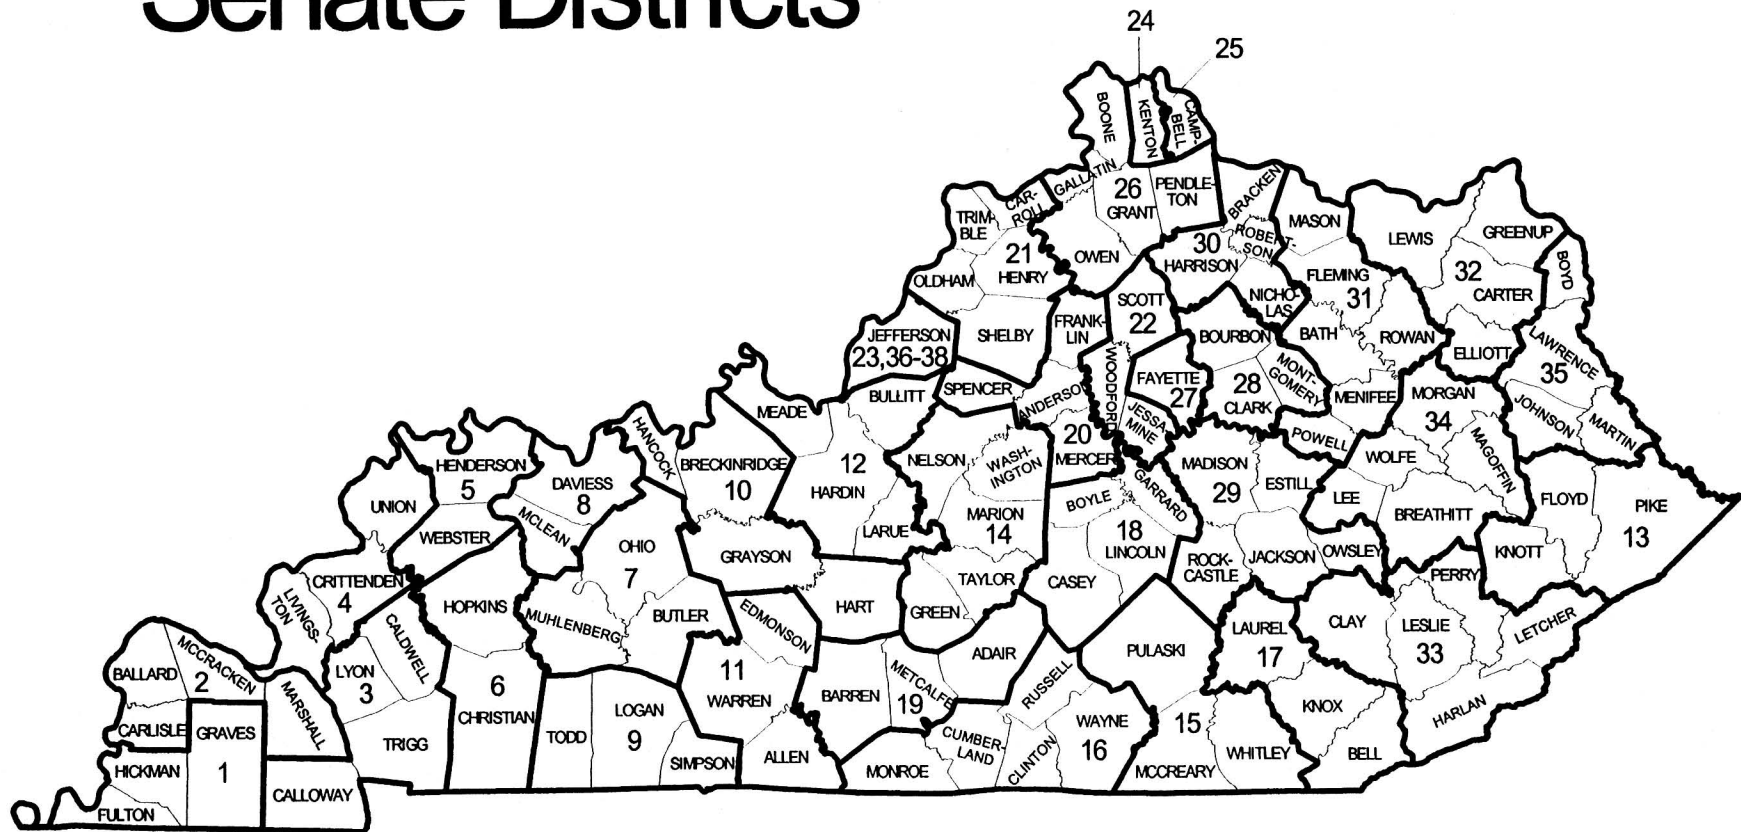 Senate Districts
24
25
BOONE
KENTON
CAMP-
BELL
GALLATIN
26
GRANT
PENDLE-
TON
BRACKEN
CAR-
ROLL
TRIM-
BLE
MASON
LEWIS
GREENUP
ROBERT-
SON
30
HARRISON
OWEN
21
HENRY
OLDHAM
FLEMING
31
32
CARTER
BOYD
SCOTT
22
NICHO-
LAS
FRANK-
LIN
JEFFERSON
23,36-38
SHELBY
BOURBON
BATH
ROWAN
ELLIOTT
LAWRENCE
35
WOODFORD
FAYETTE
27
28
CLARK
MONT-
GOMERY
MENIFEE
MORGAN
34
JOHNSON
MARTIN
SPENCER
BULLITT
ANDERSON
JESSA-
MINE
MEADE
HANCOCK
20
MERCER
POWELL
WOLFE
MAGOFFIN
NELSON
WASH-
INGTON
MADISON
29
ESTILL
HENDERSON
5
DAVIESS
8
BRECKINRIDGE
10
12
HARDIN
GARRARD
BOYLE
LEE
BREATHITT
FLOYD
PIKE
13
UNION
WEBSTER
MCLEAN
OHIO
7
LARUE
MARION
14
18
LINCOLN
GRAYSON
ROCK-
CASTLE
JACKSON
OWSLEY
KNOTT
PERRY
CRITTENDEN
4
LIVINGS-
TON
HOPKINS
CASEY
TAYLOR
GREEN
HART
MUHLENBERG
BUTLER
EDMONSON
CALDWELL
LAUREL
17
CLAY
LESLIE
33
LETCHER
BALLARD
MCCRACKEN
2
LYON
3
11
WARREN
ADAIR
PULASKI
MARSHALL
6
CHRISTIAN
BARREN
METCALFE
19
RUSSELL
KNOX
HARLAN
CARLISLE
GRAVES
1
TRIGG
TODD
LOGAN
9
SIMPSON
ALLEN
CUMBER-
LAND
CLINTON
WAYNE
16
15
WHITLEY
BELL
HICKMAN
MONROE
MCCREARY
FULTON
CALLOWAY